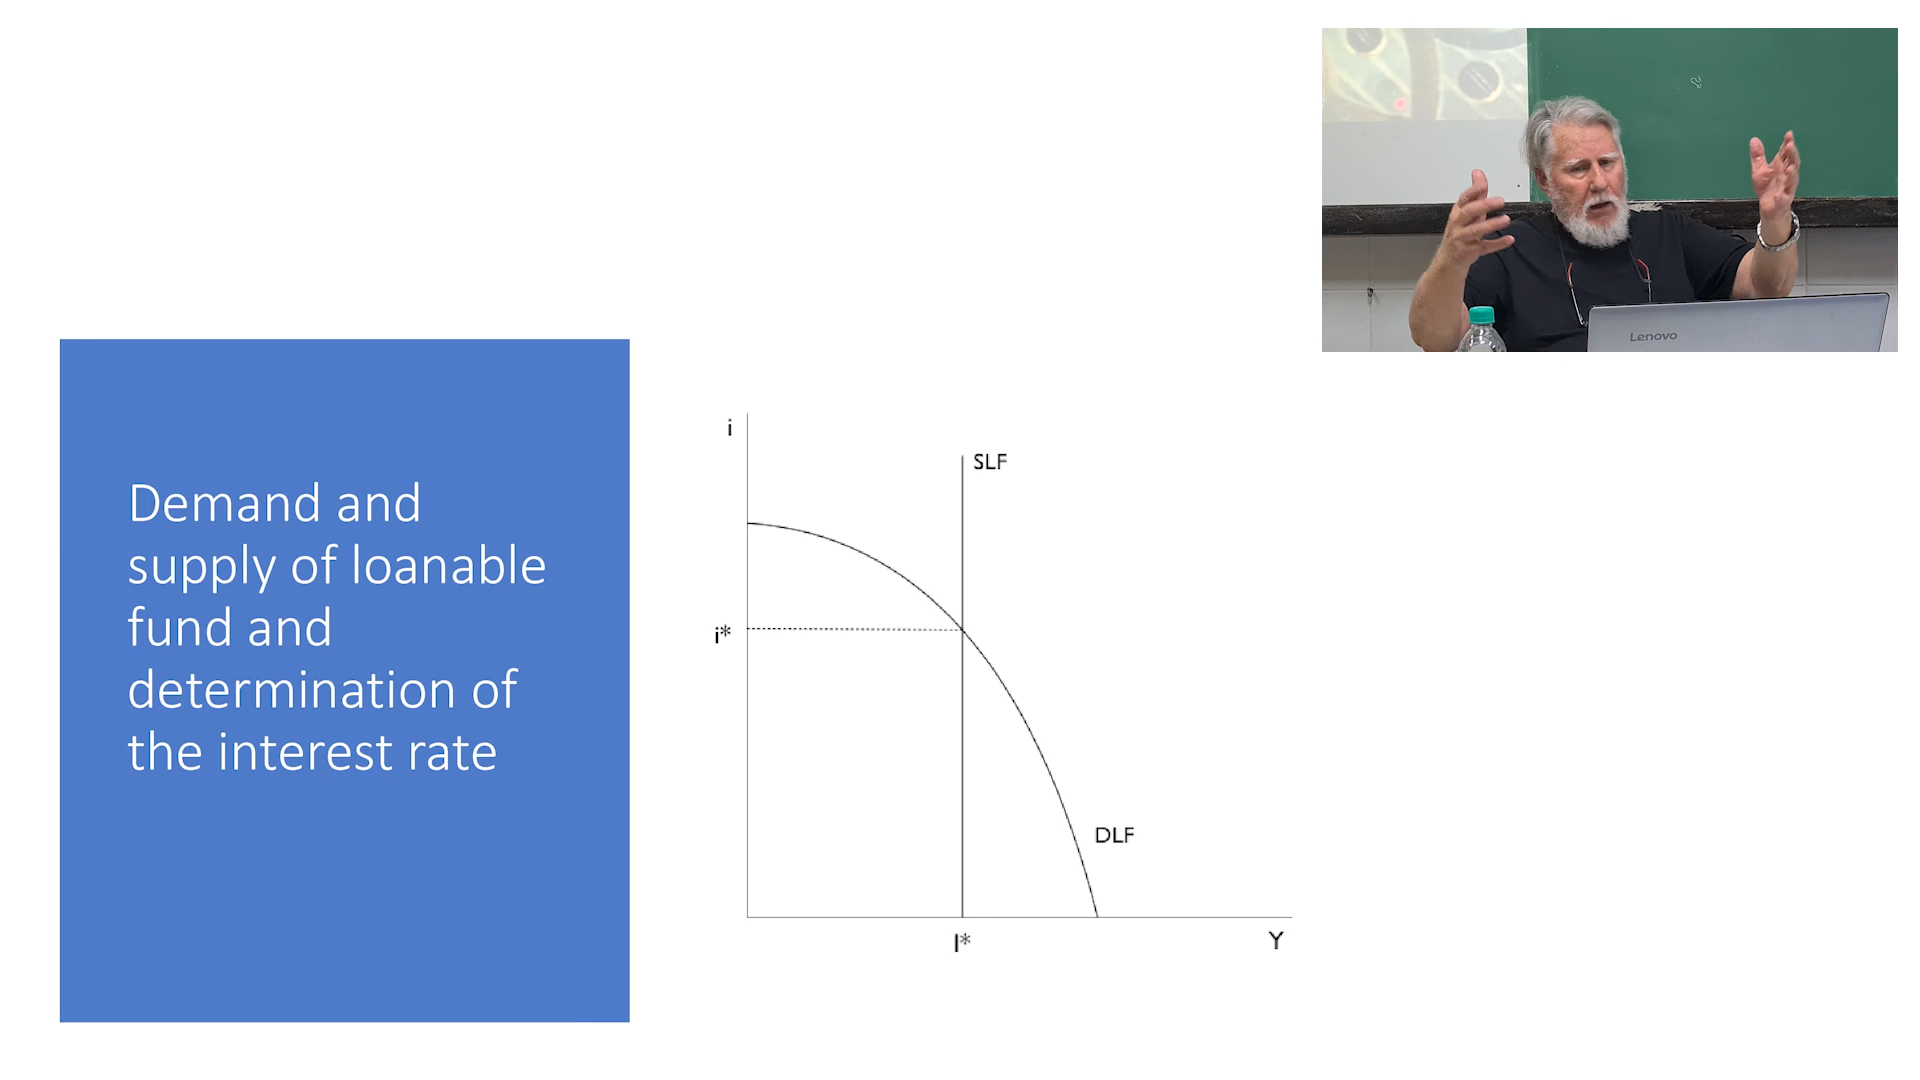 Demand and
supply of loanable
fund and
determination of
the interest rate
i
SLF
i*
DLF
I*
Y
Lenovo